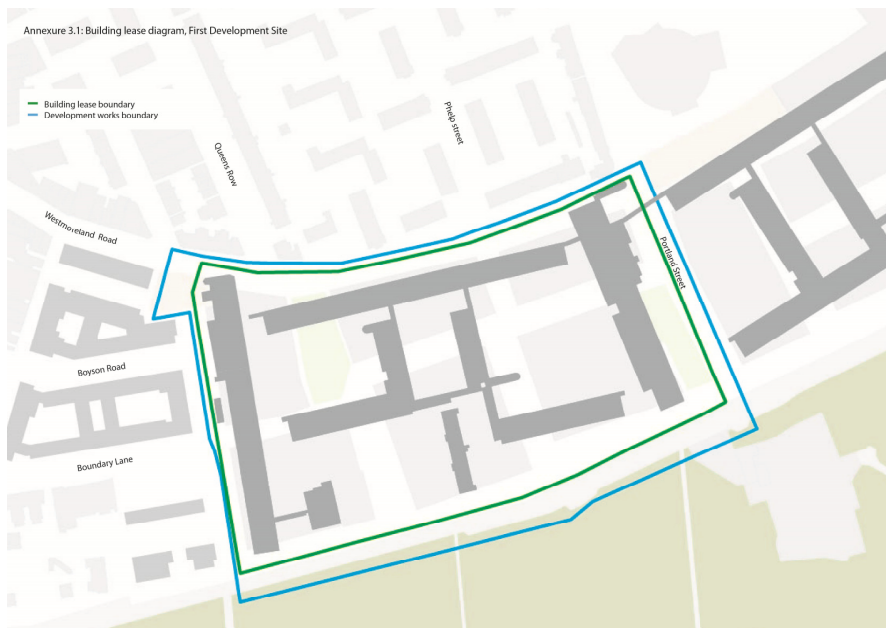 Annexure 3.1: Building lease diagram, First Development Site
Building lease boundary
Development works boundary
Phelp street
Queens Row
Westmoreland Road
Portland Street
Boyson Road
Boundary Lane